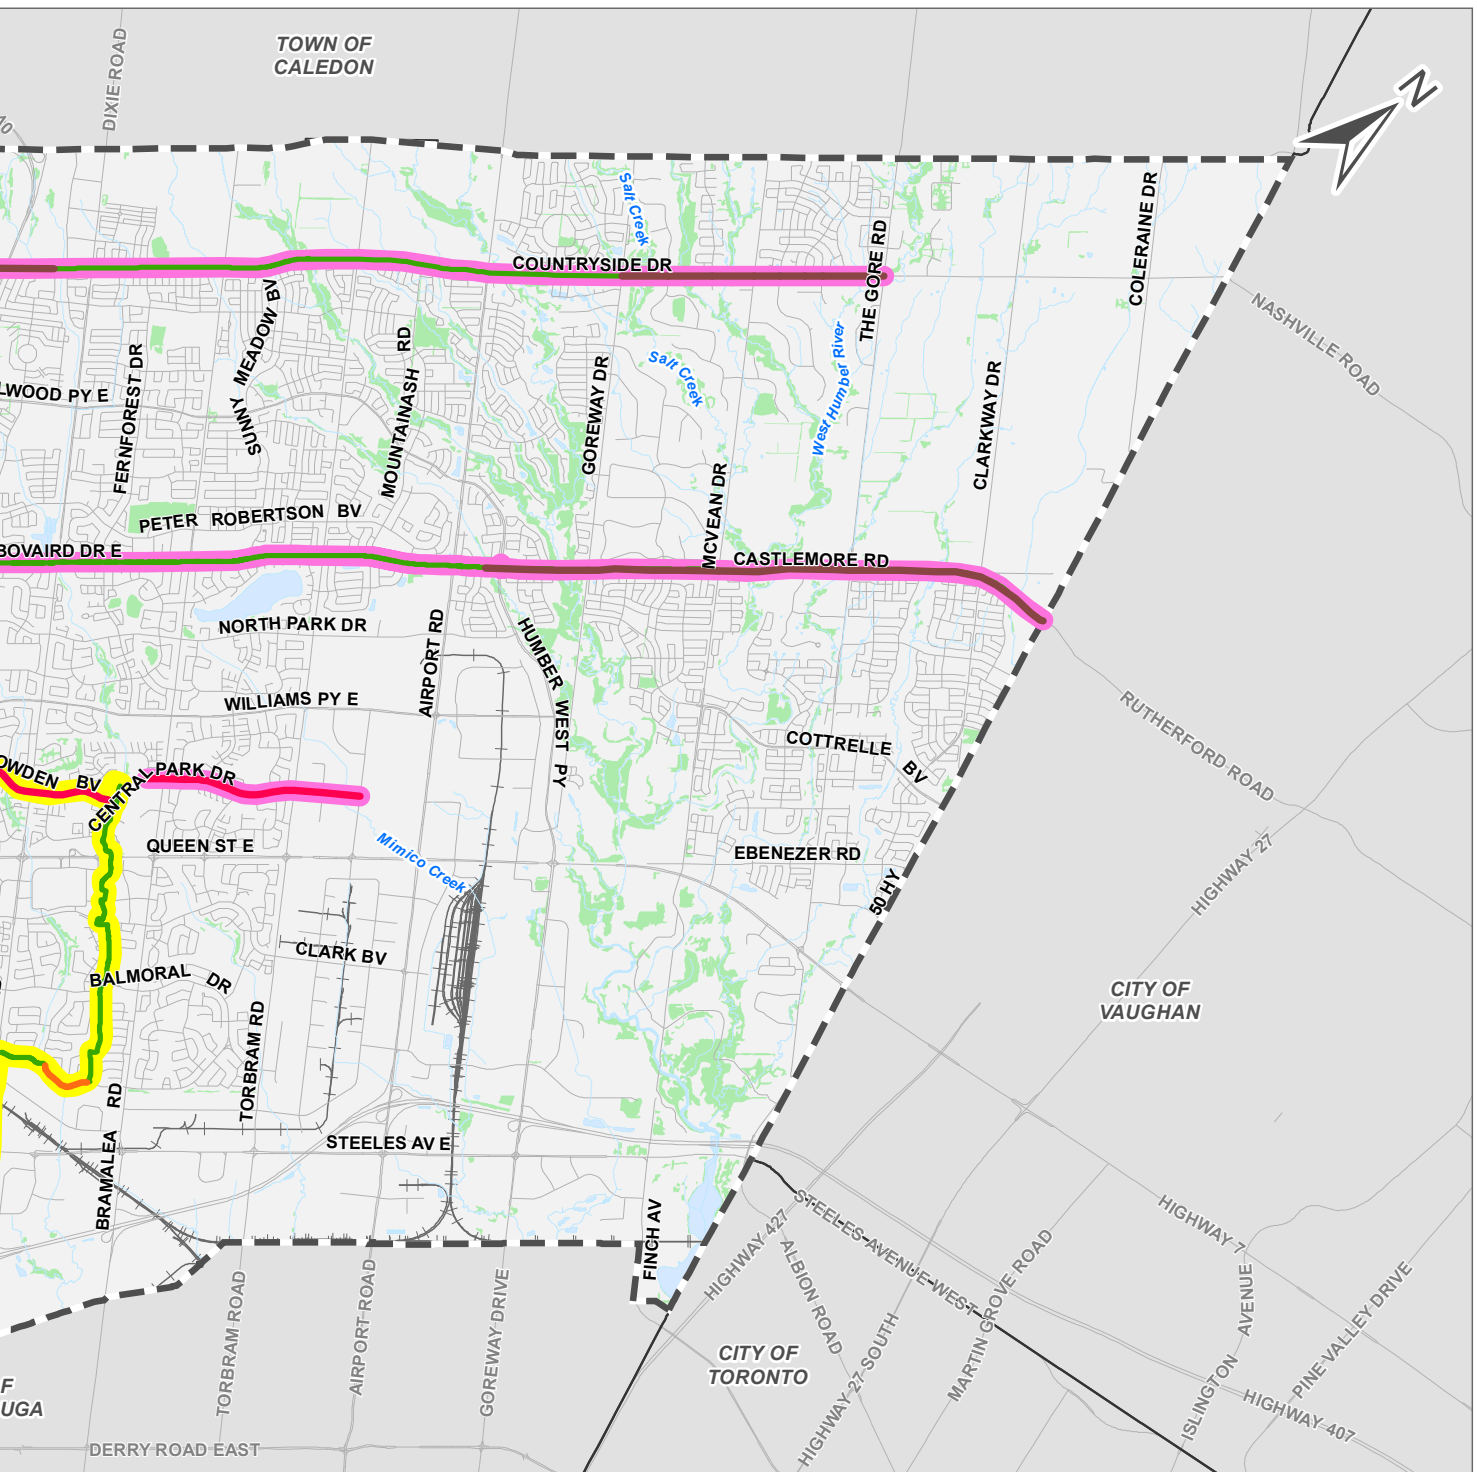 TOWN OF
CALEDON
DIXIE ROAD
10
N
Salt Creek
COUNTRYSIDE DR
THE GORE RD
COLERAINE DR
NASHVILLE ROAD
SUNNY MEADOW BV
MOUNTAINASH RD
FERNFOREST DR
LWOOD PY E
GOREWAY DR
Salt Creek
West Humber River
CLARKWAY DR
MCVEAN DR
PETER ROBERTSON BV
BOVAIRD DR E
CASTLEMORE RD
NORTH PARK DR
AIRPORT RD
HUMBER WEST PY
WILLIAMS PY E
RUTHERFORD ROAD
COTTRELLE BV
OWDEN BV
CENTRAL PARK DR
QUEEN ST E
Mimico Creek
EBENEZER RD
50 HY
HIGHWAY 27
CLARK BV
BALMORAL DR
CITY OF
VAUGHAN
TORBRAM RD
BRAMALEA RD
STEELES AV E
FINCH AV
HIGHWAY 427
STEELES AVENUE WEST
ALBION ROAD
HIGHWAY 27 SOUTH
MARTIN GROVE ROAD
HIGHWAY 7
ISLINGTON AVENUE
PINE VALLEY DRIVE
HIGHWAY 407
TORBRAM ROAD
AIRPORT ROAD
GOREWAY DRIVE
CITY OF
TORONTO
F
UGA
DERRY ROAD EAST